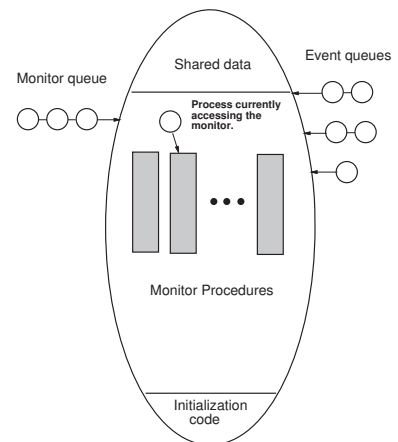 Shared data
Event queues
Monitor queue
Process currently
accessing the
monitor.
Monitor Procedures
Initialization
code